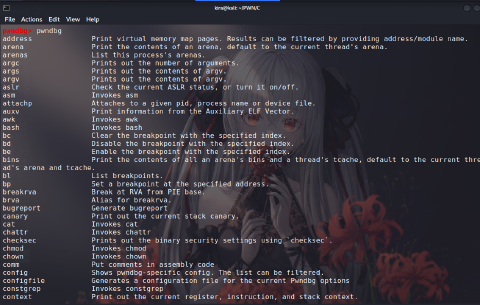 kira@kali: ~/PWN/C
File Actions Edit View Help
pwndbg> pwndbg
address Print virtual memory map pages. Results can be filtered by providing address/module name.
arena Print the contents of an arena, default to the current thread's arena.
arenas List this process's arenas.
argc Prints out the number of arguments.
args Prints out the contents of argv.
argv Prints out the contents of argv.
aslr Check the current ASLR status, or turn it on/off.
asm Invokes asm
attachp Attaches to a given pid, process name or device file.
auxv Print information from the Auxiliary ELF Vector.
awk Invokes awk
bash Invokes bash
bc Clear the breakpoint with the specified index.
bd Disable the breakpoint with the specified index.
be Enable the breakpoint with the specified index.
bins Print the contents of all an arena's bins and a thread's tcache, default to the current thre
ad's arena and tcache.
bl List breakpoints.
bp Set a breakpoint at the specified address.
breakrva Break at RVA from PIE base.
brva Alias for breakrva.
bugreport Generate bugreport
canary Print out the current stack canary.
cat Invokes cat
chattr Invokes chattr
checksec Prints out the binary security settings using `checksec`.
chmod Invokes chmod
chown Invokes chown
comm Put comments in assembly code
config Shows pwndbg-specific config. The list can be filtered.
configfile Generates a configuration file for the current Pwndbg options
constgrep Invokes constgrep
context Print out the current register, instruction, and stack context.